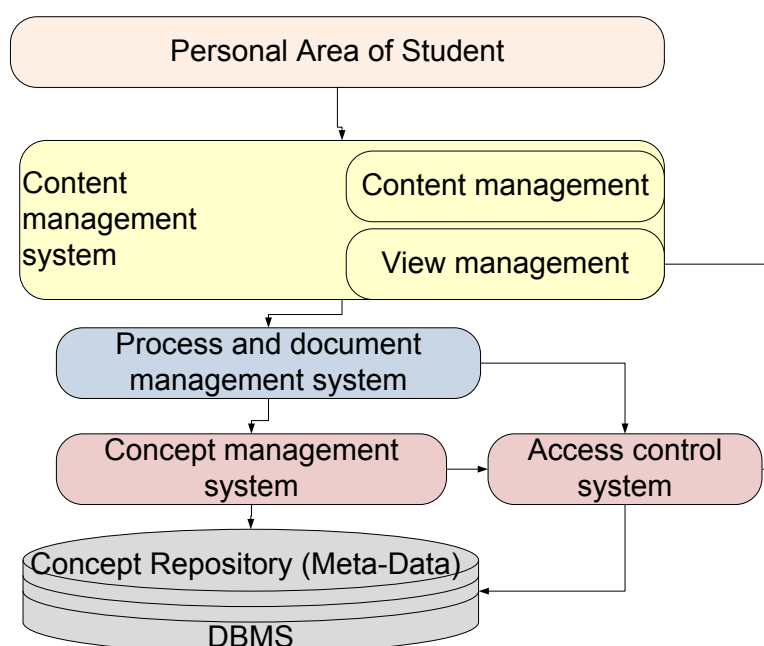 Personal Area of Student
Content
management
system
Content management
View management
Process and document
management system
Concept management
system
Access control
system
Concept Repository (Meta-Data)
DBMS